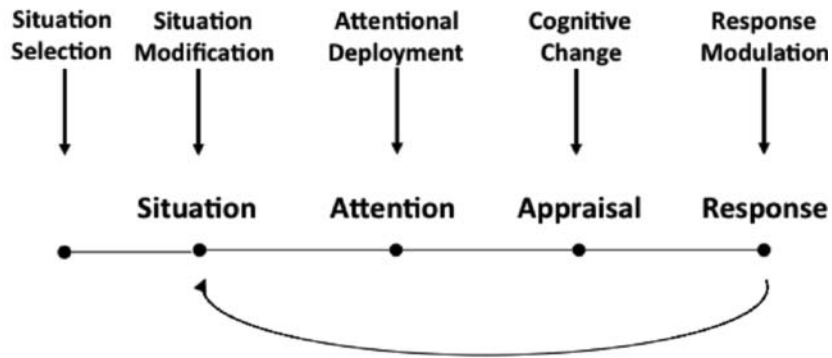 Situation
Selection
Situation
Modification
Attentional
Deployment
Cognitive
Change
Response
Modulation
Situation
Attention
Appraisal
Response